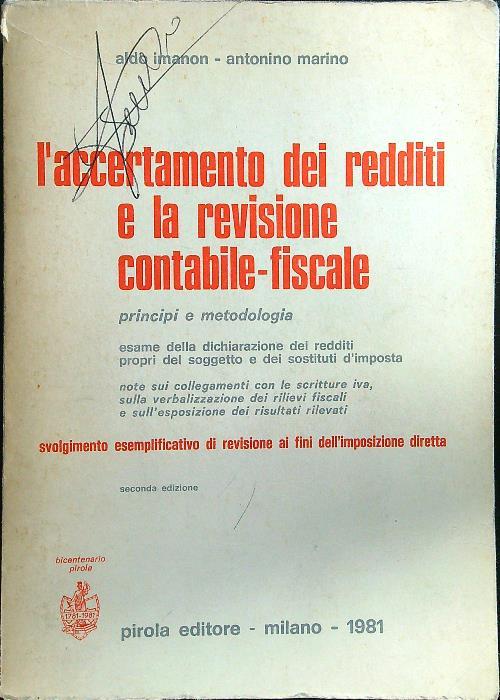 aldo imanon - antonino marino
l'accertamento dei redditi
e la revisione
contabile-fiscale
principi e metodologia
esame della dichiarazione dei redditi
propri del soggetto e dei sostituti d'imposta
note sui collegamenti con le scritture iva,
sulla verbalizzazione dei rilievi fiscali
e sull'esposizione dei risultati rilevati
svolgimento esemplificativo di revisione ai fini dell'imposizione diretta
seconda edizione
bicentenario
pirola
1781-1981
pirola editore - milano - 1981